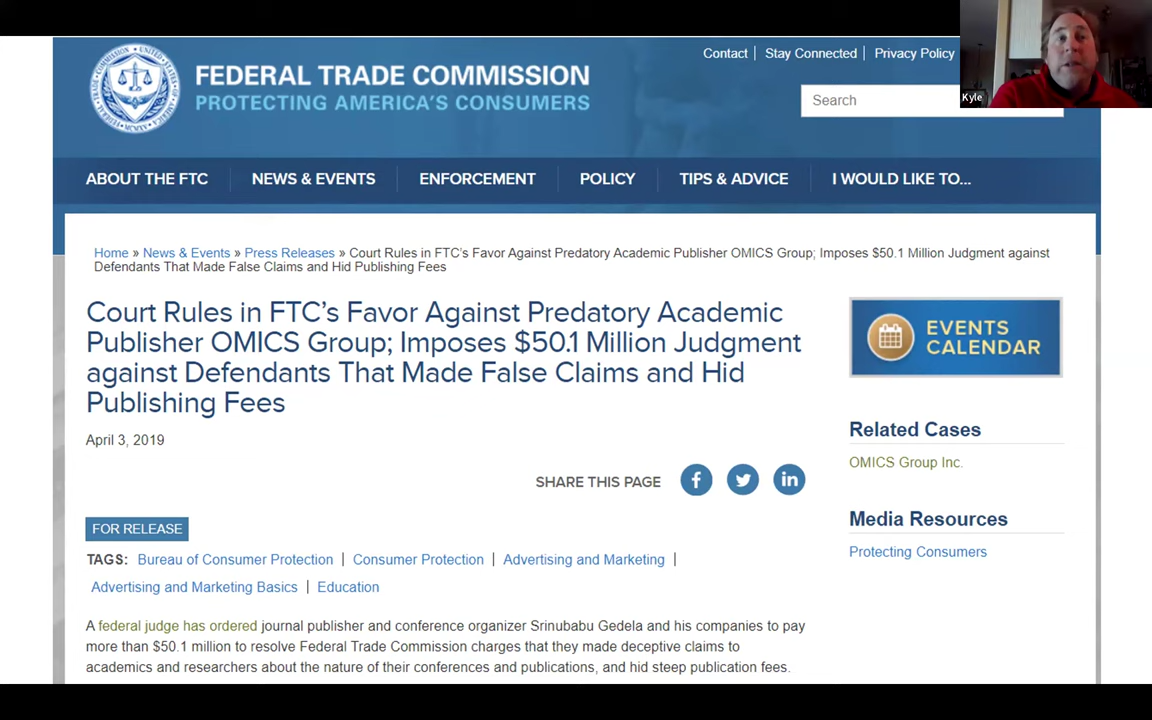 Contact | Stay Connected | Privacy Policy
FEDERAL TRADE COMMISSION
PROTECTING AMERICA'S CONSUMERS
Search
Kyle
ABOUT THE FTC
NEWS & EVENTS
ENFORCEMENT
POLICY
TIPS & ADVICE
I WOULD LIKE TO...
Home » News & Events » Press Releases » Court Rules in FTC's Favor Against Predatory Academic Publisher OMICS Group; Imposes $50.1 Million Judgment against
Defendants That Made False Claims and Hid Publishing Fees
Court Rules in FTC's Favor Against Predatory Academic
Publisher OMICS Group; Imposes $50.1 Million Judgment
against Defendants That Made False Claims and Hid
Publishing Fees
April 3, 2019
SHARE THIS PAGE
FOR RELEASE
TAGS: Bureau of Consumer Protection | Consumer Protection | Advertising and Marketing |
Advertising and Marketing Basics | Education
A federal judge has ordered journal publisher and conference organizer Srinubabu Gedela and his companies to pay
more than $50.1 million to resolve Federal Trade Commission charges that they made deceptive claims to
academics and researchers about the nature of their conferences and publications, and hid steep publication fees.
EVENTS
CALENDAR
Related Cases
OMICS Group Inc.
Media Resources
Protecting Consumers